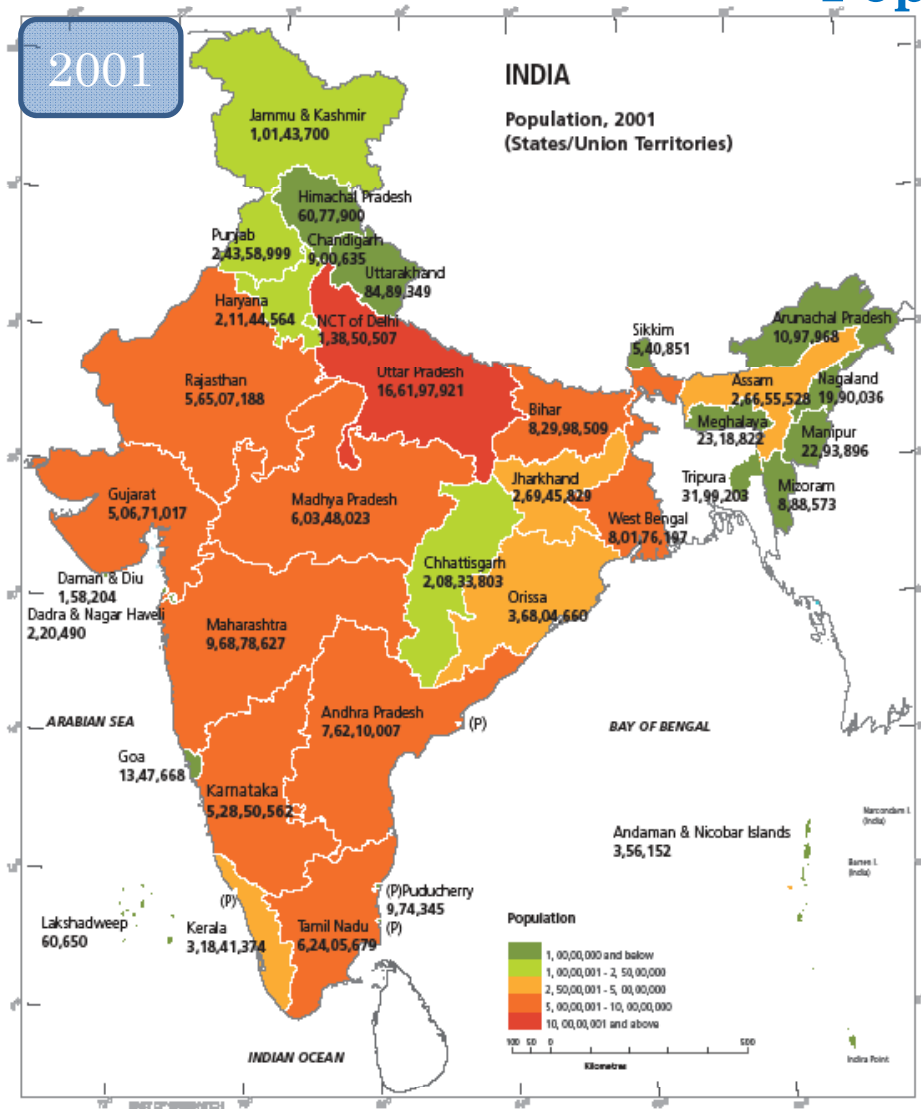 2001
INDIA
Population, 2001
(States/Union Territories)
Jammu & Kashmir
1,01,43,700
Himachal Pradesh
60,77,900
Punjab
2,43,58,999
Chandigarh
9,00,635
Uttarakhand
84,89,349
Haryana
2,11,44,564
NCT of Delhi
1,38,50,507
Rajasthan
5,65,07,188
Uttar Pradesh
16,61,97,921
Bihar
8,29,98,509
Sikkim
5,40,851
Arunachal Pradesh
10,97,968
Assam
2,66,55,528
Nagaland
19,90,036
Meghalaya
23,18,822
Manipur
22,93,896
Tripura
31,99,203
Mizoram
8,88,573
Gujarat
5,06,71,017
Madhya Pradesh
6,03,48,023
Jharkhand
2,69,45,829
West Bengal
8,01,76,197
Chhattisgarh
2,08,33,803
Orissa
3,68,04,660
Daman & Diu
1,58,204
Dadra & Nagar Haveli
2,20,490
Maharashtra
9,68,78,627
Andhra Pradesh
7,62,10,007
(P)
ARABIAN SEA
BAY OF BENGAL
Goa
13,47,668
Karnataka
5,28,50,562
Andaman & Nicobar Islands
3,56,152
Narcondam I.
(India)
Barren I.
(India)
(P)
(P)Puducherry
9,74,345
(P)
Lakshadweep
60,650
Kerala
3,18,41,374
Tamil Nadu
6,24,05,679
Population
1, 00,00,000 and below
1, 00,00,001 - 2, 50,00,000
2, 50,00,001 - 5, 00,00,000
5, 00,00,001 - 10, 00,00,000
10, 00,00,001 and above
100 50 0 500
Kilometres
INDIAN OCEAN
Indira Point